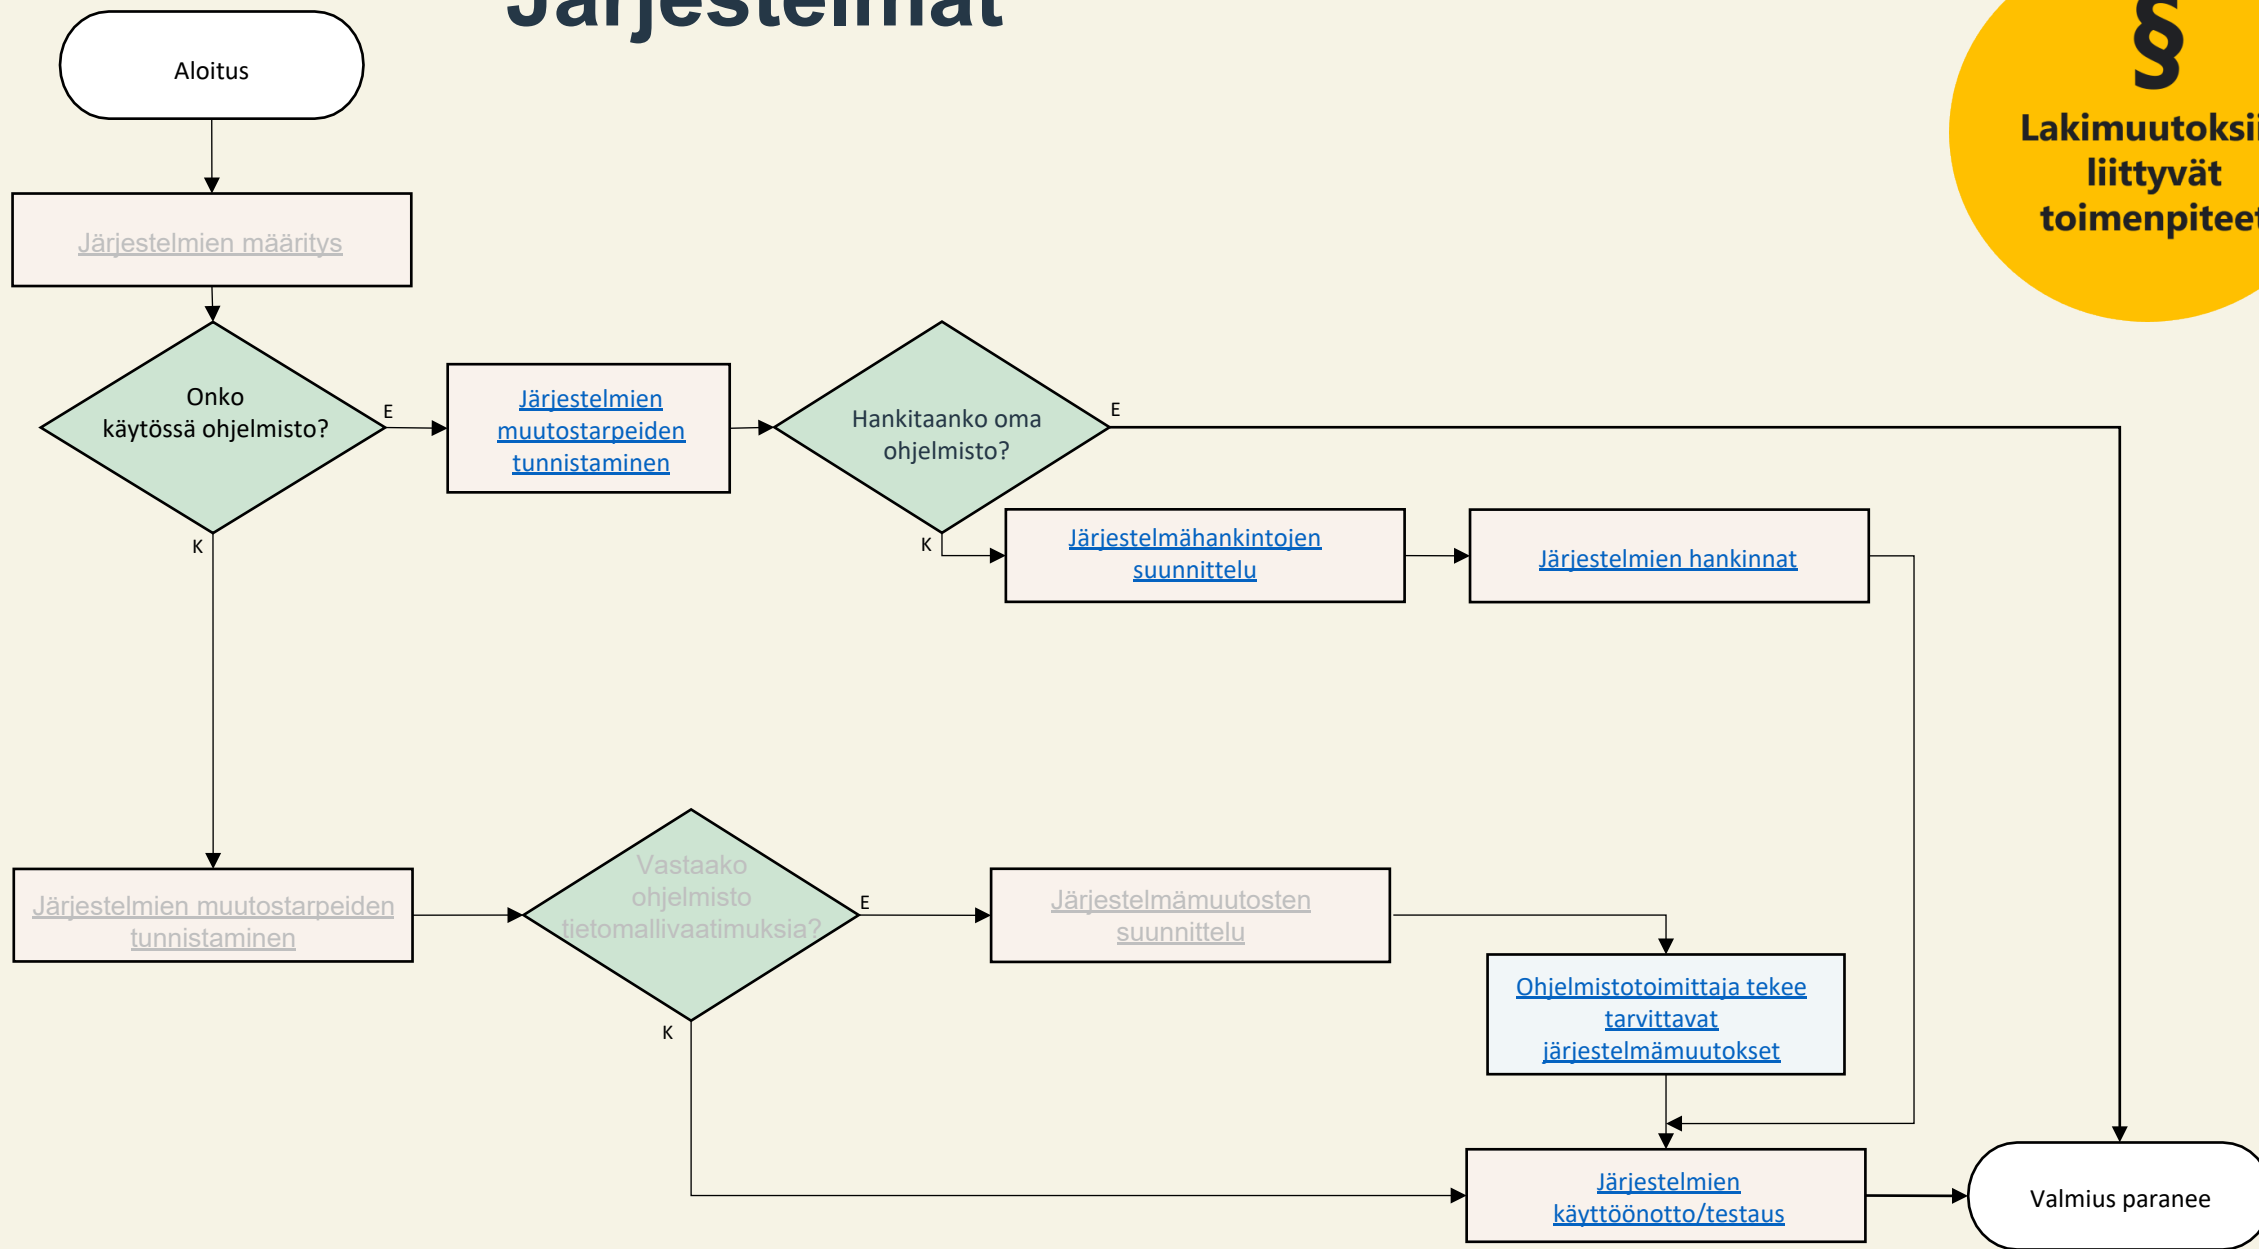 Järjestelmät
§
Lakimuutoksii
liittyvät
toimenpiteet
Aloitus
Järjestelmien määritys
Onko
käytössä ohjelmisto?
E
K
Järjestelmien
muutostarpeiden
tunnistaminen
Hankitaanko oma
ohjelmisto?
E
K
Järjestelmähankintojen
suunnittelu
Järjestelmien hankinnat
Järjestelmien muutostarpeiden
tunnistaminen
Vastaako
ohjelmisto
tietomallivaatimuksia?
E
K
Järjestelmämuutosten
suunnittelu
Ohjelmistotoimittaja tekee
tarvittavat
järjestelmämuutokset
Järjestelmien
käyttöönotto/testaus
Valmius paranee